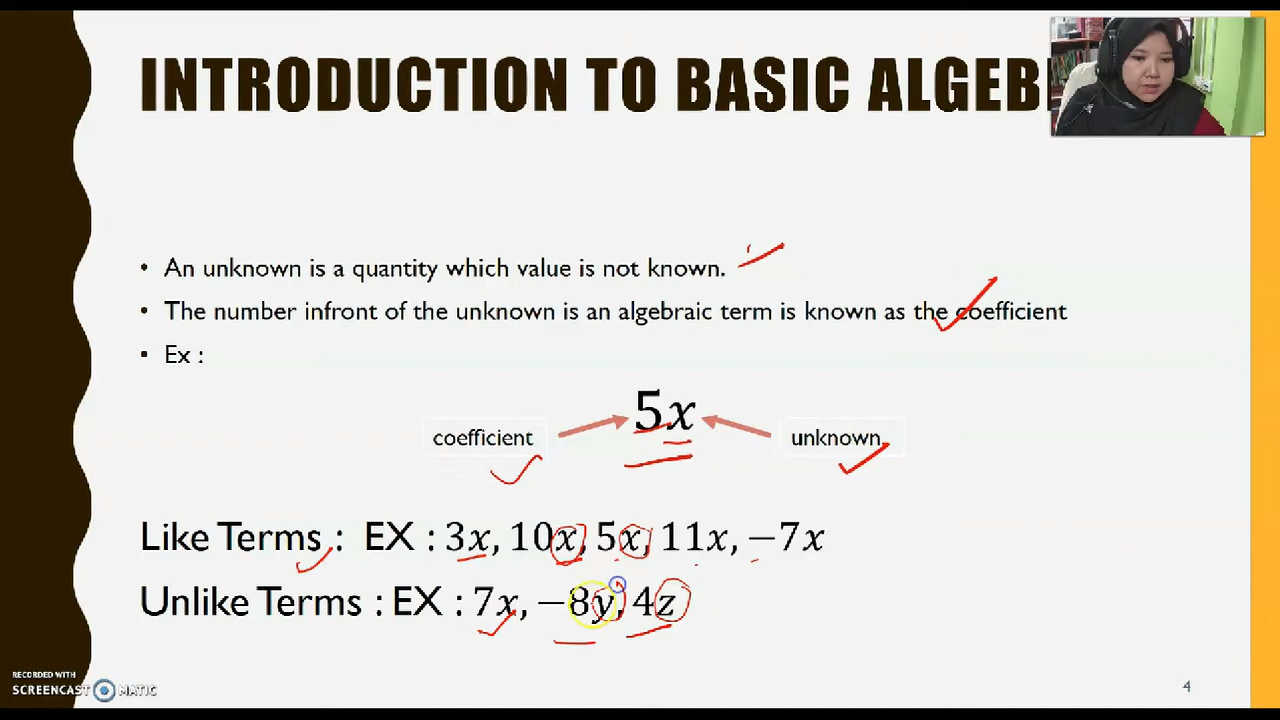 INTRODUCTION TO BASIC ALGEB
• An unknown is a quantity which value is not known.
• The number infront of the unknown is an algebraic term is known as the coefficient
• Ex :
5x
coefficient
unknown
Like Terms : EX : 3x, 10x, 5x, 11x, −7x
Unlike Terms : EX : 7x, −8y, 4z
RECORDED WITH
SCREENCAST MATIC
4